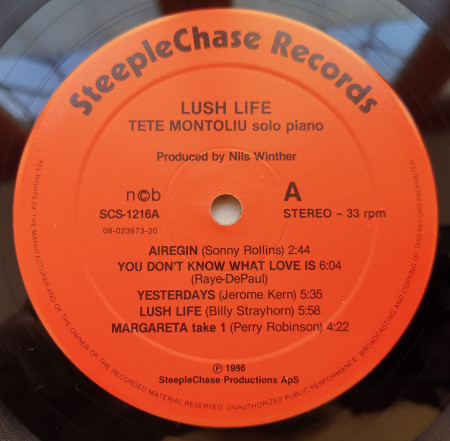 SteepleChase Records
LUSH LIFE
TETE MONTOLIU solo piano
Produced by Nils Winther
n©b
A
SCS-1216A
STEREO - 33 rpm
08-023673-20
AIREGIN (Sonny Rollins) 2:44
YOU DON'T KNOW WHAT LOVE IS 6:04
(Raye-DePaul)
YESTERDAYS (Jerome Kern) 5:35
LUSH LIFE (Billy Strayhorn) 5:58
MARGARETA take 1 (Perry Robinson) 4:22
℗ 1986
SteepleChase Productions ApS
ALL RIGHTS OF THE MANUFACTURER AND OF THE OWNER OF THE RECORDED MATERIAL RESERVED. UNAUTHORIZED PUBLIC PERFORMANCE, BROADCASTING AND COPYING OF THIS RECORD PROHIBITED